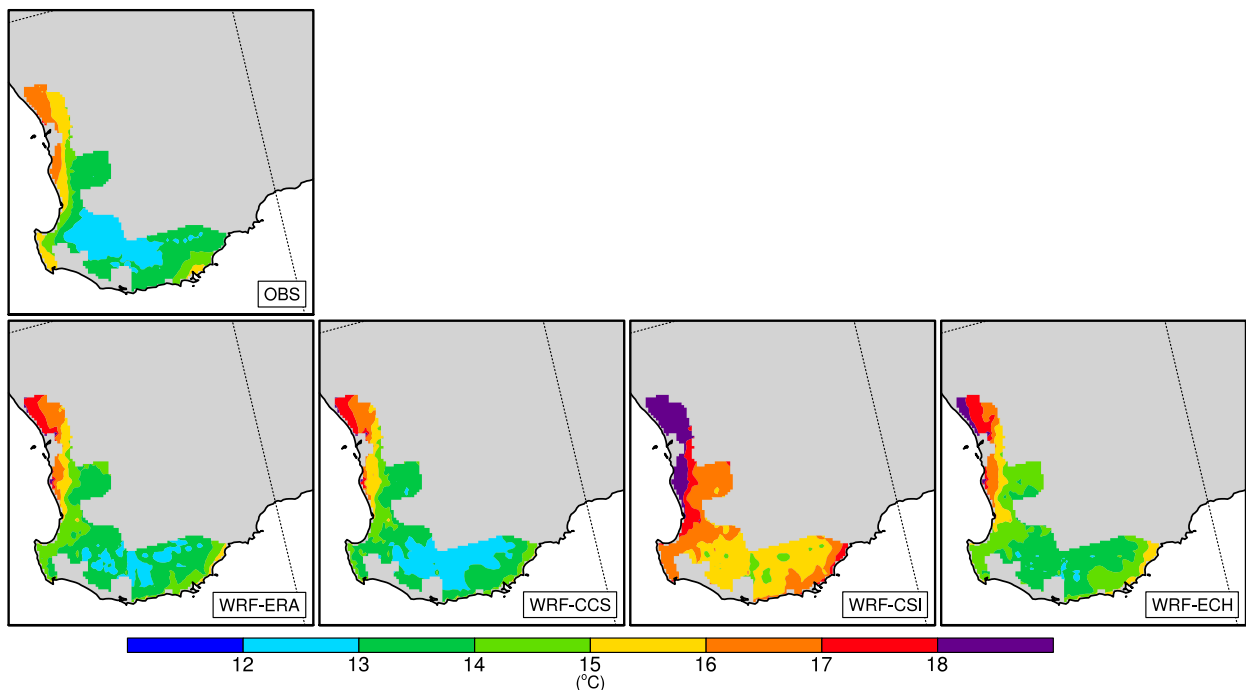 OBS
WRF-ERA
WRF-CCS
WRF-CSI
WRF-ECH
12 13 14 15 16 17 18
(°C)